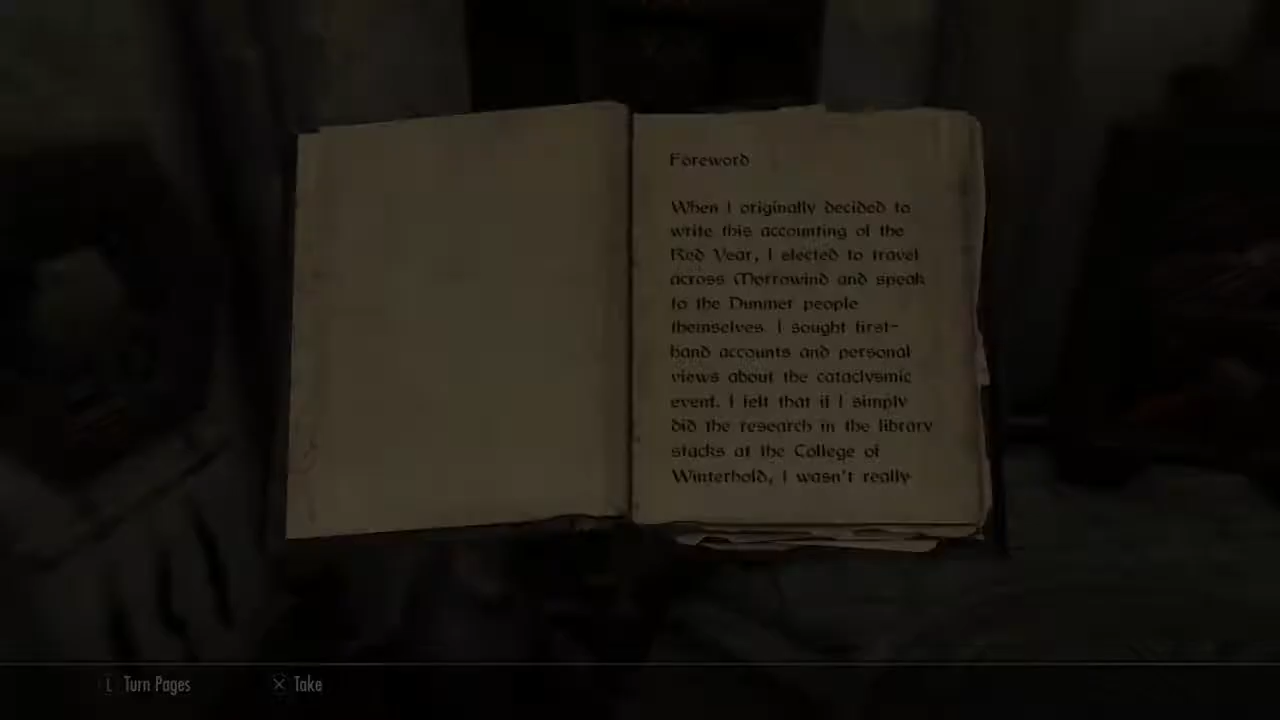 Foreword
When I originally decided to
write this accounting of the
Red Year, I elected to travel
across Morrowind and speak
to the Dunmer people
themselves. I sought first-
hand accounts and personal
views about the cataclysmic
event. I felt that if I simply
did the research in the library
stacks at the College of
Winterhold, I wasn't really
L Turn Pages
X Take